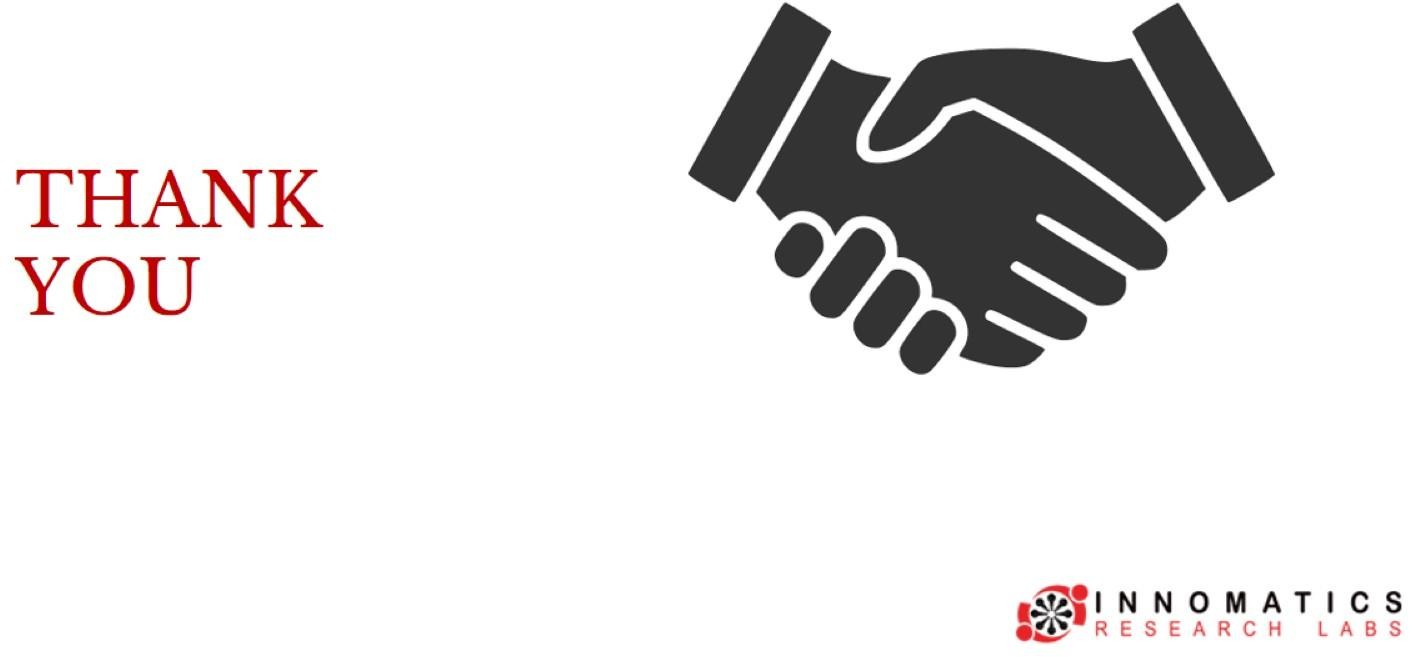 THANK
YOU
INNOMATICS
RESEARCH LABS